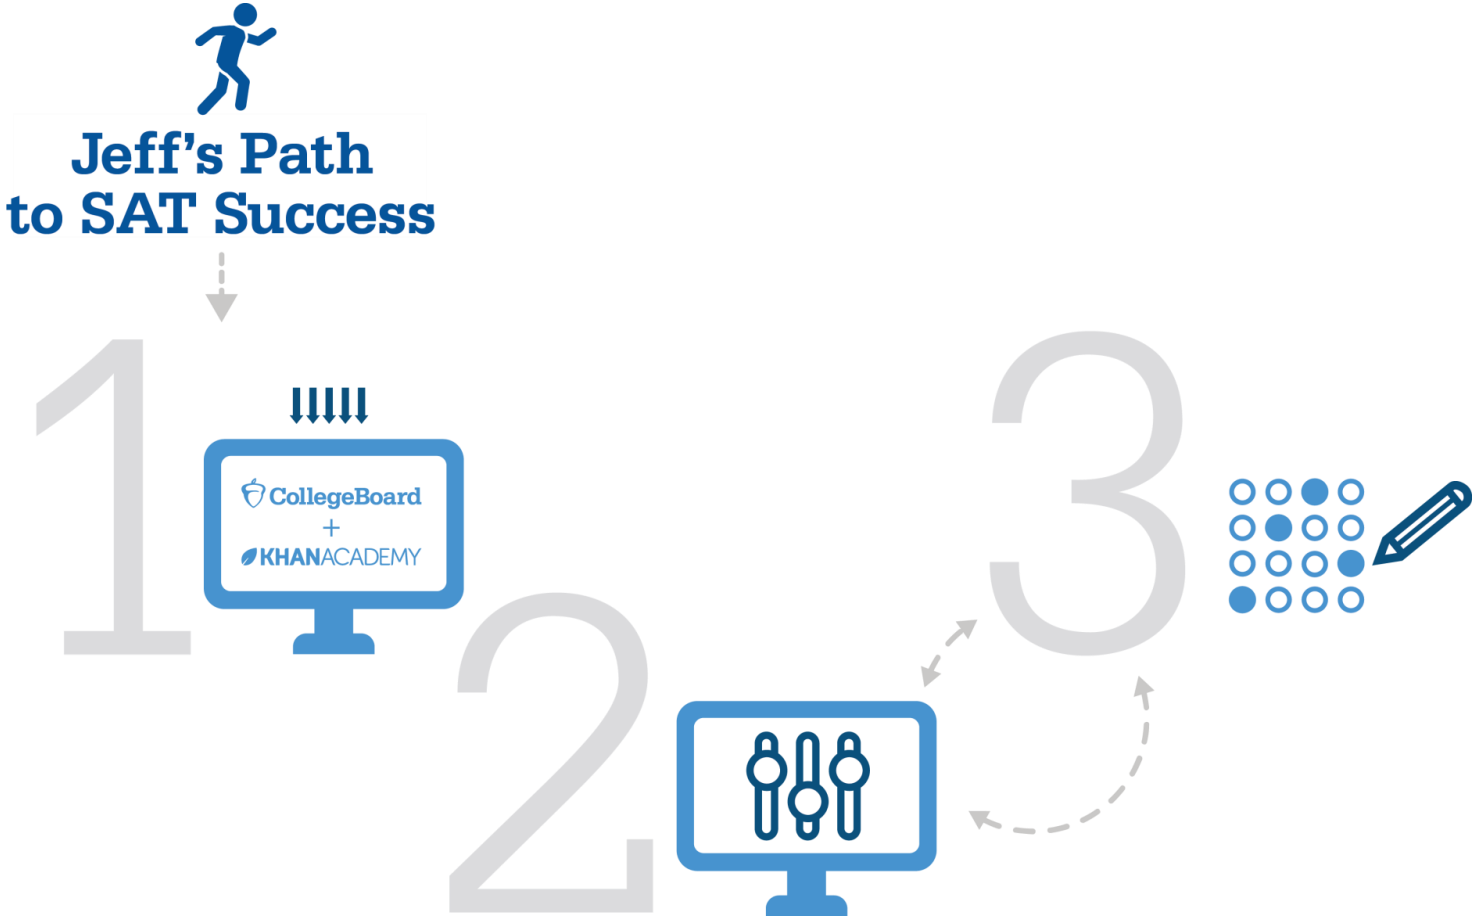 Jeff's Path
to SAT Success
1
CollegeBoard
+
KHANACADEMY
2
3